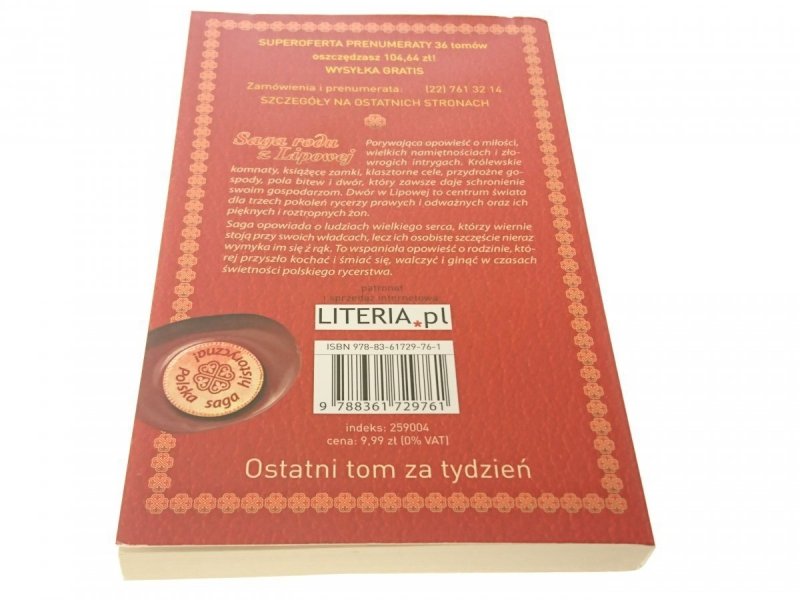 SUPEROFERTA PRENUMERATY 36 tomów
oszczędzasz 104,64 zł!
WYSYŁKA GRATIS
Zamówienia i prenumerata: (22) 761 32 14
SZCZEGÓŁY NA OSTATNICH STRONACH
Saga rodu
z Lipowej
Porywająca opowieść o miłości,
wielkich namiętnościach i zło-
wrogich intrygach. Królewskie
komnaty, książęce zamki, klasztorne cele, przydrożne go-
spody, pola bitew i dwór, który zawsze daje schronienie
swoim gospodarzom. Dwór w Lipowej to centrum świata
dla trzech pokoleń rycerzy prawych i odważnych oraz ich
pięknych i roztropnych żon.
Saga opowiada o ludziach wielkiego serca, którzy wiernie
stoją przy swoich władcach, lecz ich osobiste szczęście nieraz
wymyka im się z rąk. To wspaniała opowieść o rodzinie, któ-
rej przyszło kochać i śmiać się, walczyć i ginąć w czasach
świetności polskiego rycerstwa.
patronat
i sprzedaż internetowa
LITERIA.pl
ISBN 978-83-61729-76-1
9 788361 729761
indeks: 259004
cena: 9,99 zł (0% VAT)
Polska saga historyczna!
Ostatni tom za tydzień